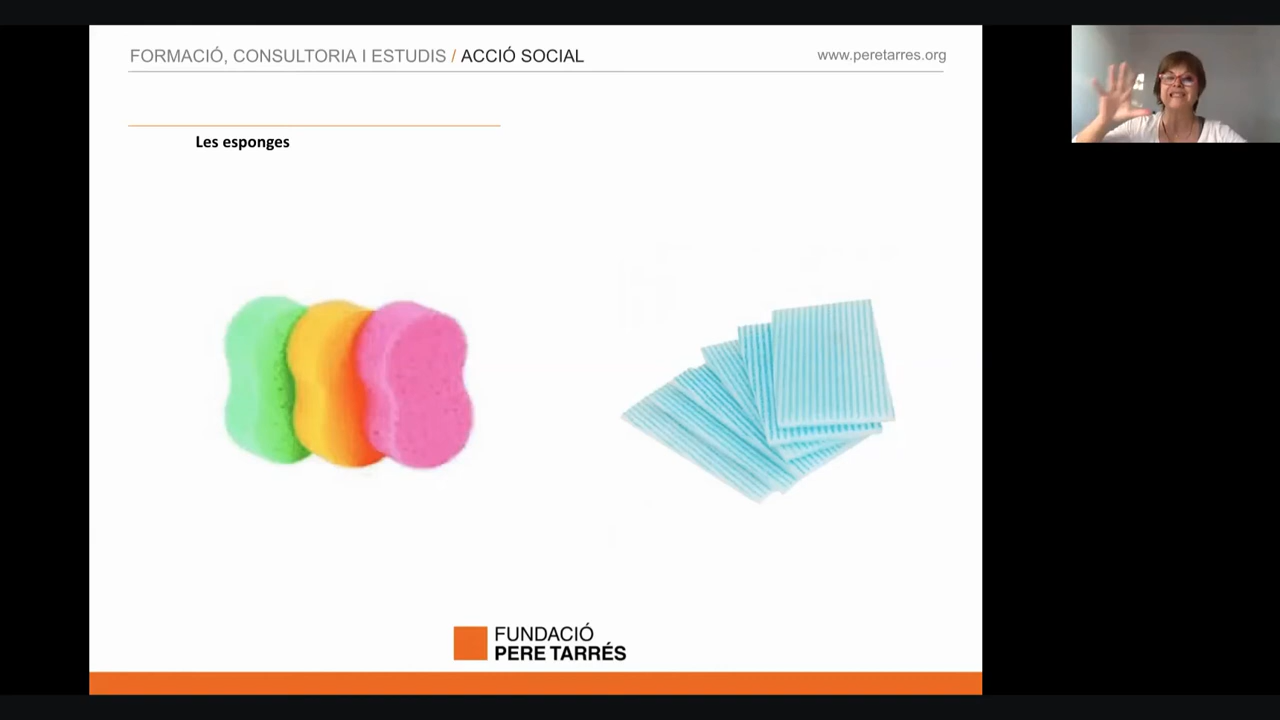 FORMACIÓ, CONSULTORIA I ESTUDIS / ACCIÓ SOCIAL
www.peretarres.org
Les esponges
FUNDACIÓ
PERE TARRÉS